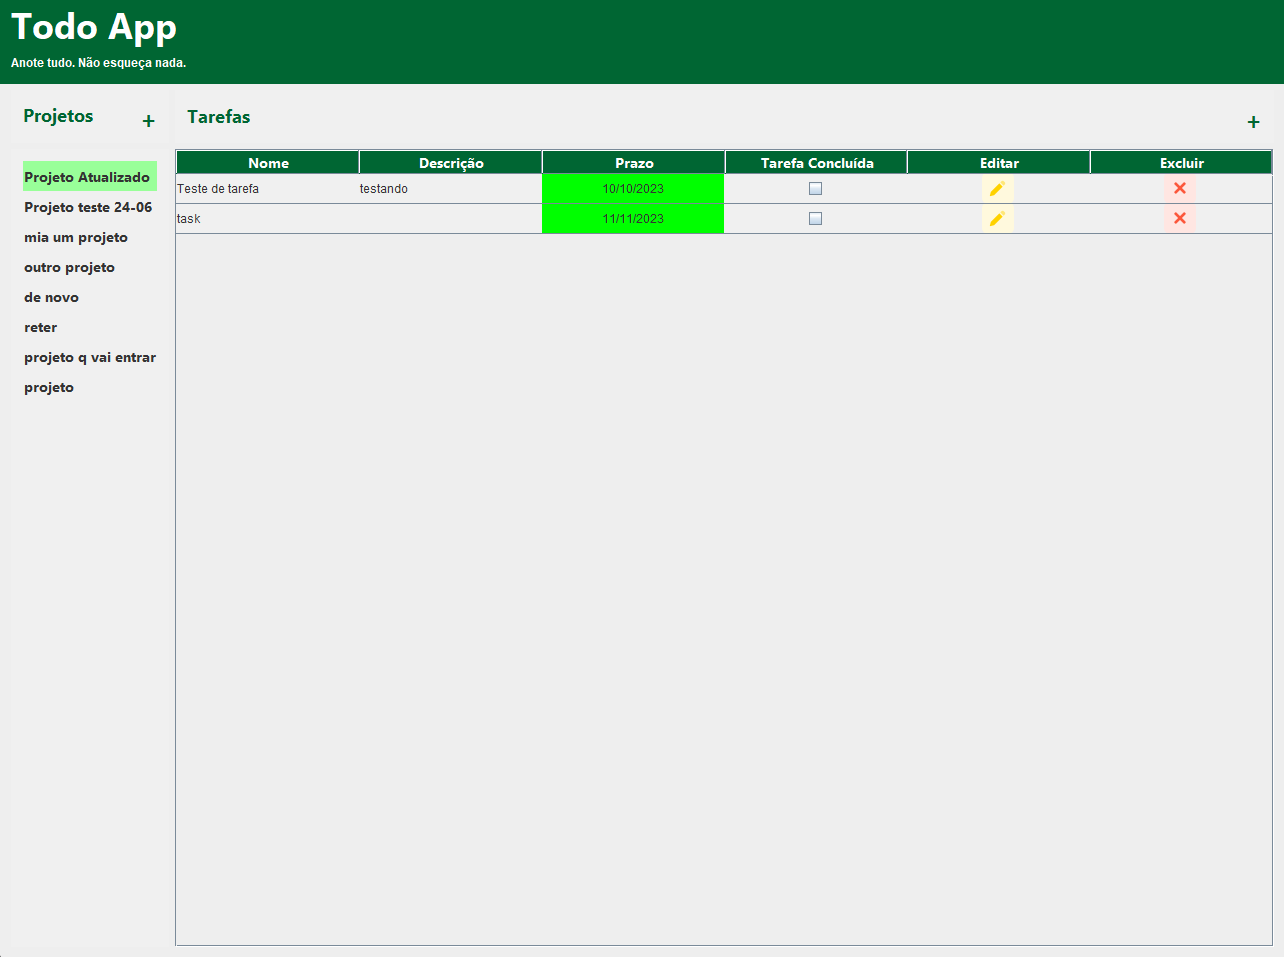 Todo App
Anote tudo. Não esqueça nada.
Projetos +
Projeto Atualizado
Projeto teste 24-06
mia um projeto
outro projeto
de novo
reter
projeto q vai entrar
projeto
Tarefas +
Nome Descrição Prazo Tarefa Concluída Editar Excluir
Teste de tarefa testando 10/10/2023
task 11/11/2023